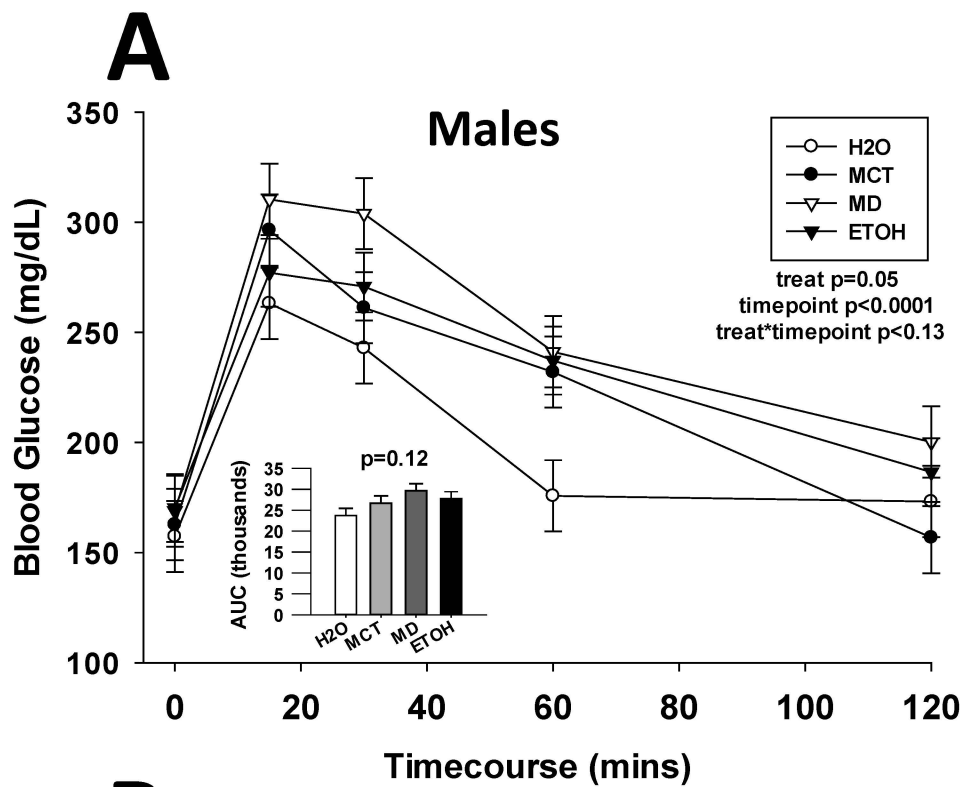 A
Males
350
300
250
200
150
100
Blood Glucose (mg/dL)
H2O
MCT
MD
ETOH
treat p=0.05
timepoint p<0.0001
treat*timepoint p<0.13
p=0.12
35
30
25
20
15
10
5
0
AUC (thousands)
H2O
MCT
MD
ETOH
0
20
40
60
80
100
120
Timecourse (mins)